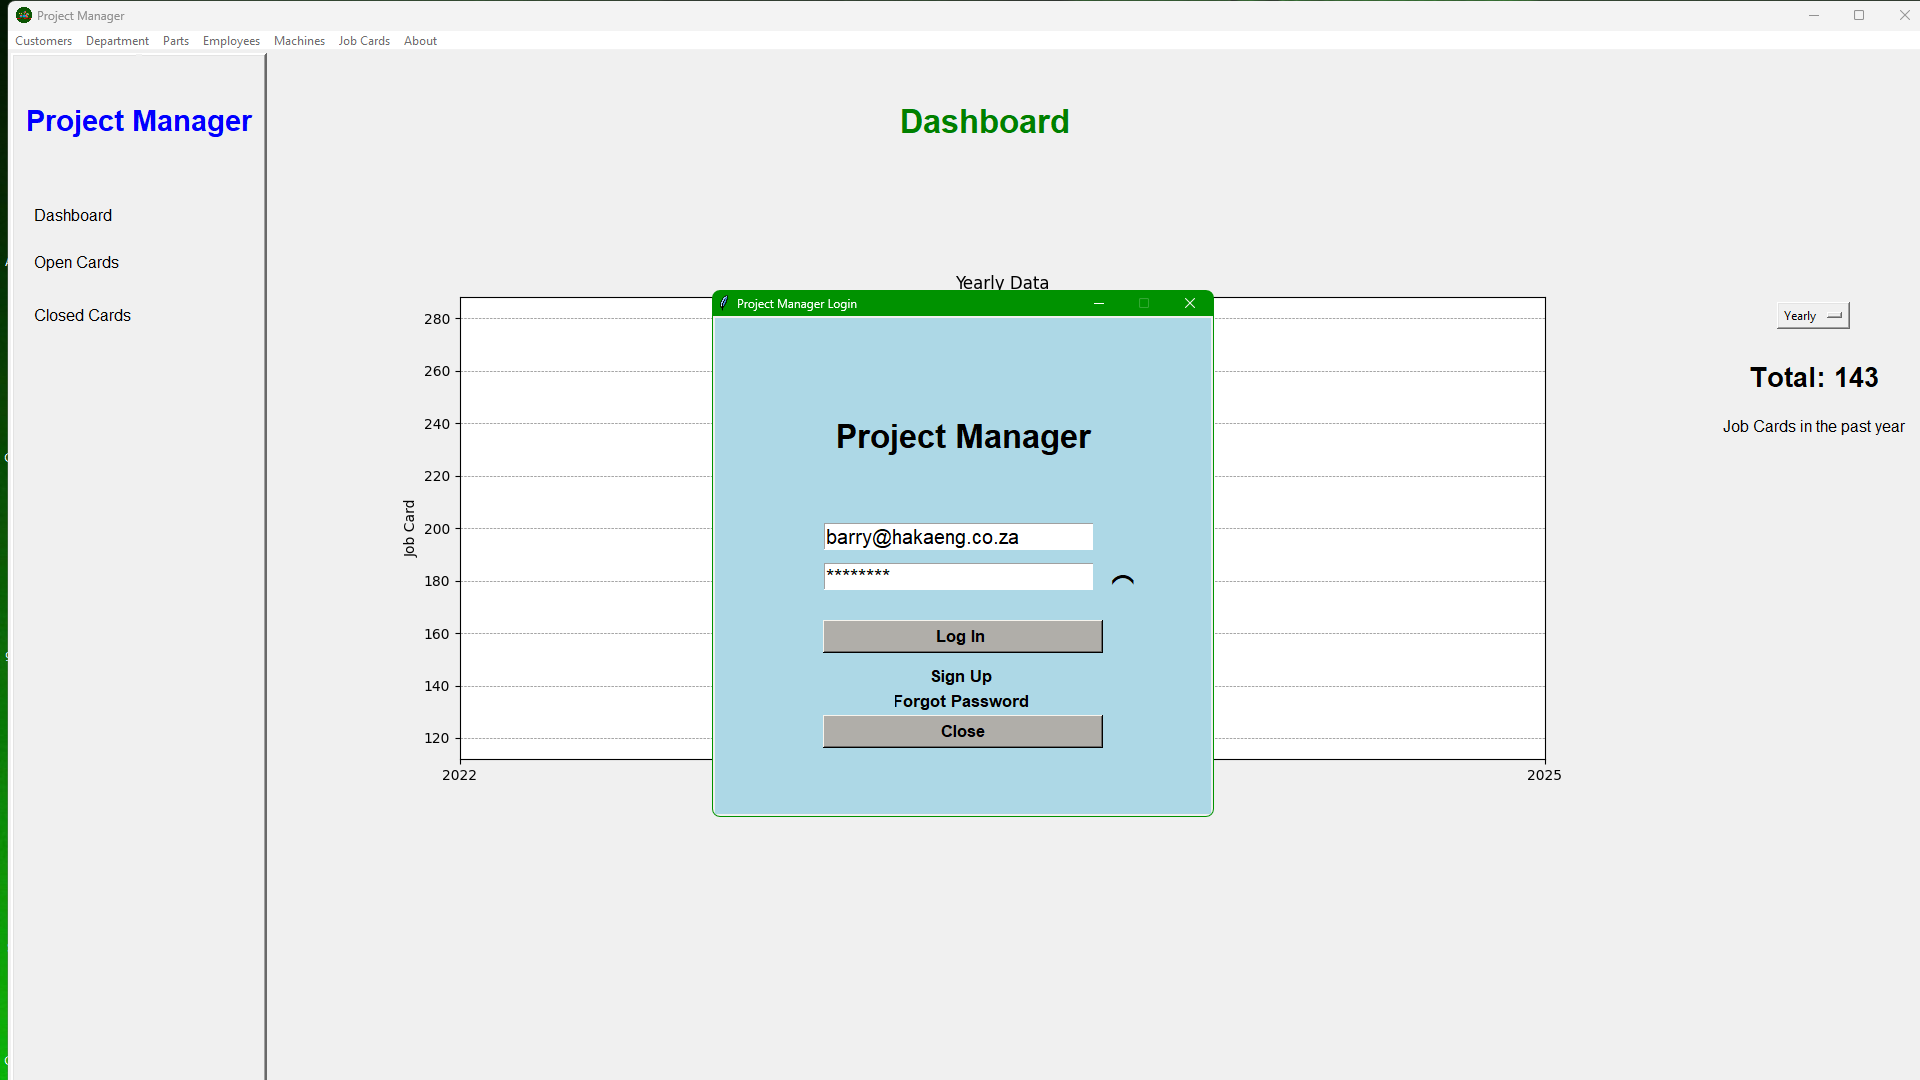 Project Manager
Customers Department Parts Employees Machines Job Cards About
Project Manager
Dashboard
Open Cards
Closed Cards
Dashboard
Yearly Data
280
260
240
220
200
180
160
140
120
Job Card
2022
2025
Project Manager Login
Project Manager
barry@hakaeng.co.za
********
Log In
Sign Up
Forgot Password
Close
Yearly
Total: 143
Job Cards in the past year